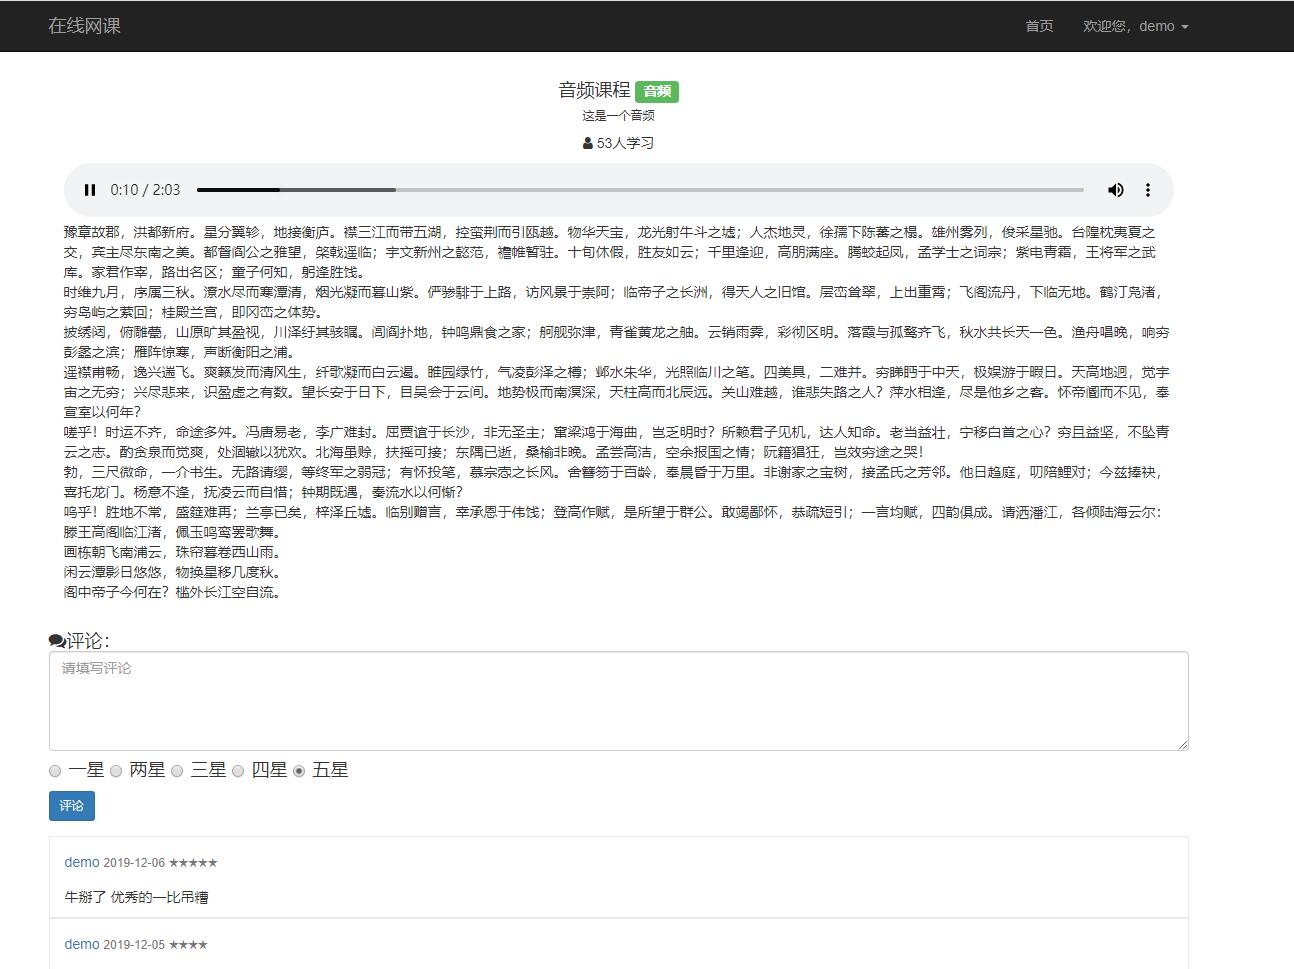 在线网课
首页 欢迎您，demo
音频课程 音频
这是一个音频
53人学习
0:10 / 2:03
豫章故郡，洪都新府。星分翼轸，地接衡庐。襟三江而带五湖，控蛮荆而引瓯越。物华天宝，龙光射牛斗之墟；人杰地灵，徐孺下陈蕃之榻。雄州雾列，俊采星驰。台隍枕夷夏之
交，宾主尽东南之美。都督阎公之雅望，棨戟遥临；宇文新州之懿范，襜帷暂驻。十旬休假，胜友如云；千里逢迎，高朋满座。腾蛟起凤，孟学士之词宗；紫电青霜，王将军之武
库。家君作宰，路出名区；童子何知，躬逢胜饯。
时维九月，序属三秋。潦水尽而寒潭清，烟光凝而暮山紫。俨骖騑于上路，访风景于崇阿；临帝子之长洲，得天人之旧馆。层峦耸翠，上出重霄；飞阁流丹，下临无地。鹤汀凫渚，
穷岛屿之萦回；桂殿兰宫，即冈峦之体势。
披绣闼，俯雕甍，山原旷其盈视，川泽纡其骇瞩。闾阎扑地，钟鸣鼎食之家；舸舰弥津，青雀黄龙之舳。云销雨霁，彩彻区明。落霞与孤鹜齐飞，秋水共长天一色。渔舟唱晚，响穷
彭蠡之滨；雁阵惊寒，声断衡阳之浦。
遥襟甫畅，逸兴遄飞。爽籁发而清风生，纤歌凝而白云遏。睢园绿竹，气凌彭泽之樽；邺水朱华，光照临川之笔。四美具，二难并。穷睇眄于中天，极娱游于暇日。天高地迥，觉宇
宙之无穷；兴尽悲来，识盈虚之有数。望长安于日下，目吴会于云间。地势极而南溟深，天柱高而北辰远。关山难越，谁悲失路之人？萍水相逢，尽是他乡之客。怀帝阍而不见，奉
宣室以何年？
嗟乎！时运不齐，命途多舛。冯唐易老，李广难封。屈贾谊于长沙，非无圣主；窜梁鸿于海曲，岂乏明时？所赖君子见机，达人知命。老当益壮，宁移白首之心？穷且益坚，不坠青
云之志。酌贪泉而觉爽，处涸辙以犹欢。北海虽赊，扶摇可接；东隅已逝，桑榆非晚。孟尝高洁，空余报国之情；阮籍猖狂，岂效穷途之哭！
勃，三尺微命，一介书生。无路请缨，等终军之弱冠；有怀投笔，慕宗悫之长风。舍簪笏于百龄，奉晨昏于万里。非谢家之宝树，接孟氏之芳邻。他日趋庭，叨陪鲤对；今兹捧袂，
喜托龙门。杨意不逢，抚凌云而自惜；钟期既遇，奏流水以何惭？
呜乎！胜地不常，盛筵难再；兰亭已矣，梓泽丘墟。临别赠言，幸承恩于伟饯；登高作赋，是所望于群公。敢竭鄙怀，恭疏短引；一言均赋，四韵俱成。请洒潘江，各倾陆海云尔：
滕王高阁临江渚，佩玉鸣鸾罢歌舞。
画栋朝飞南浦云，珠帘暮卷西山雨。
闲云潭影日悠悠，物换星移几度秋。
阁中帝子今何在？槛外长江空自流。
评论：
请填写评论
一星 两星 三星 四星 五星
评论
demo 2019-12-06 ★★★★★
牛掰了 优秀的一比吊糟
demo 2019-12-05 ★★★★